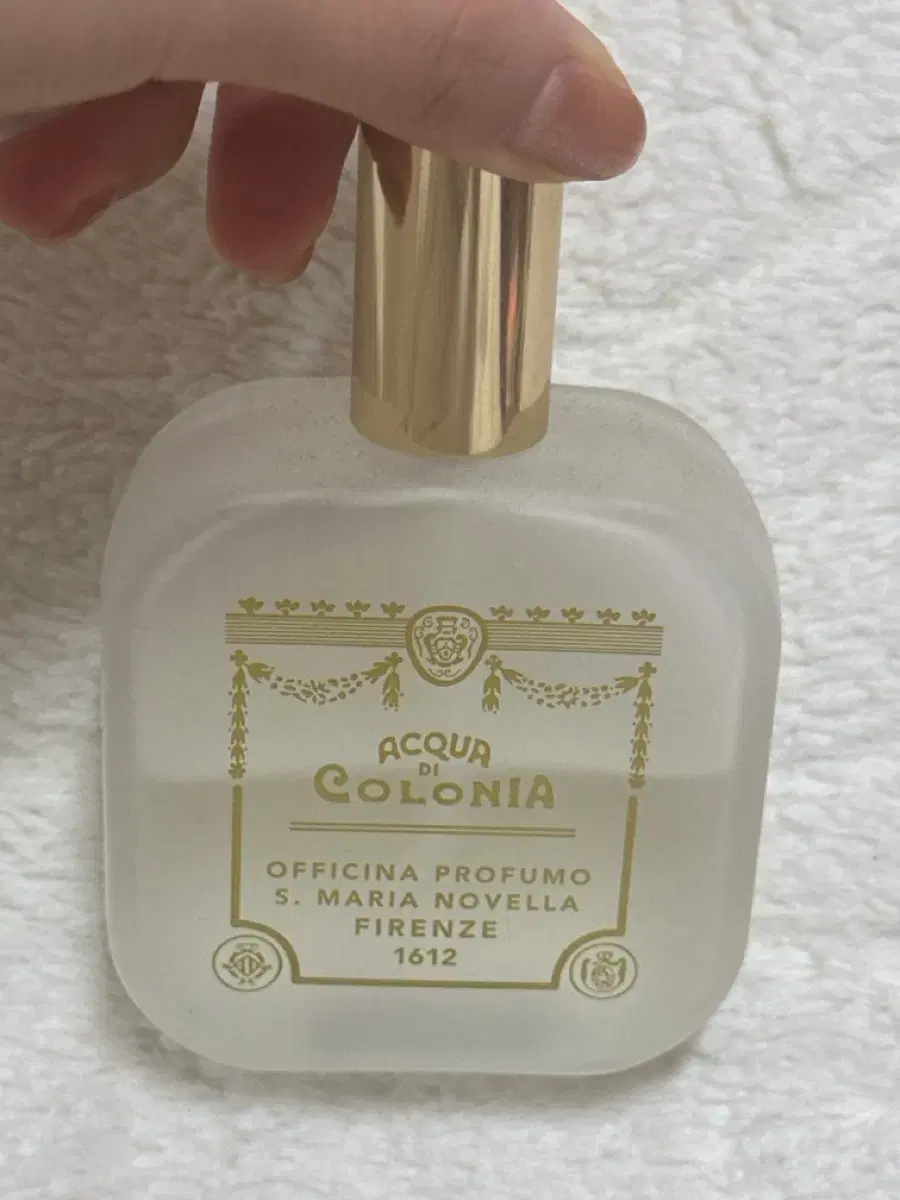 ACQUA
DI
COLONIA
OFFICINA PROFUMO
S. MARIA NOVELLA
FIRENZE
1612